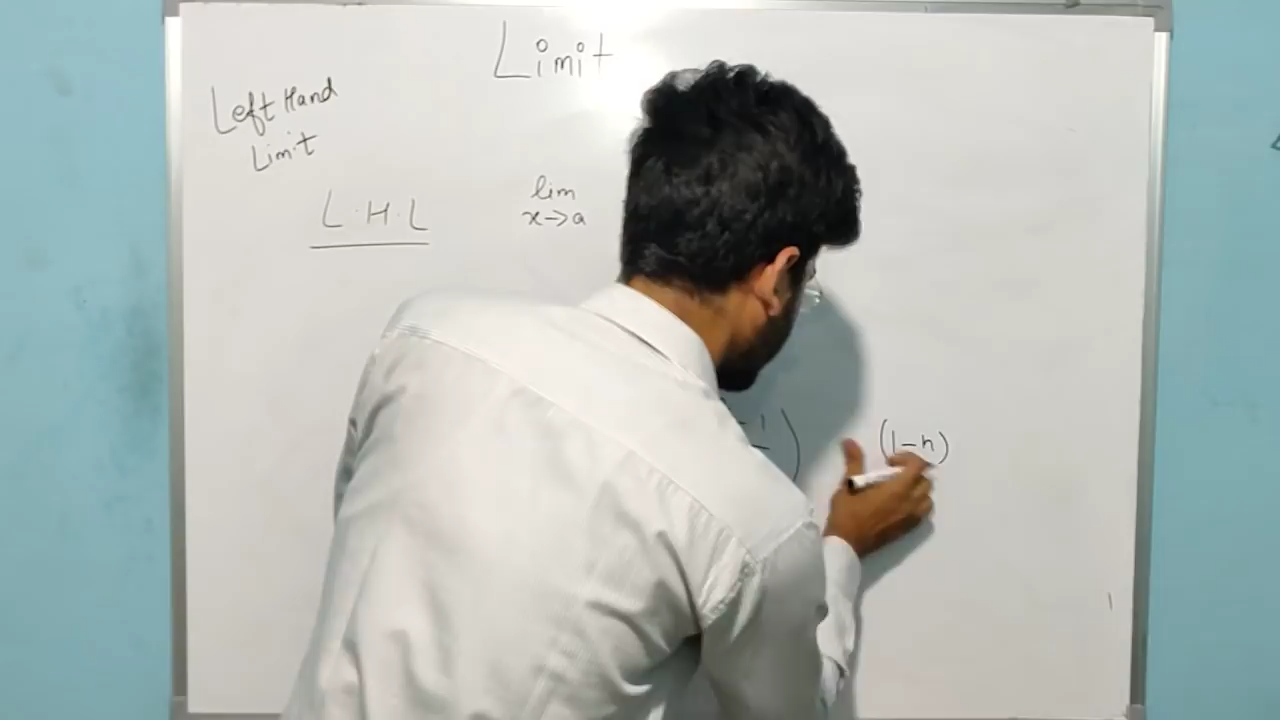 Limit
Left Hand
Limit
L.H.L
lim
x→a
(1-h)